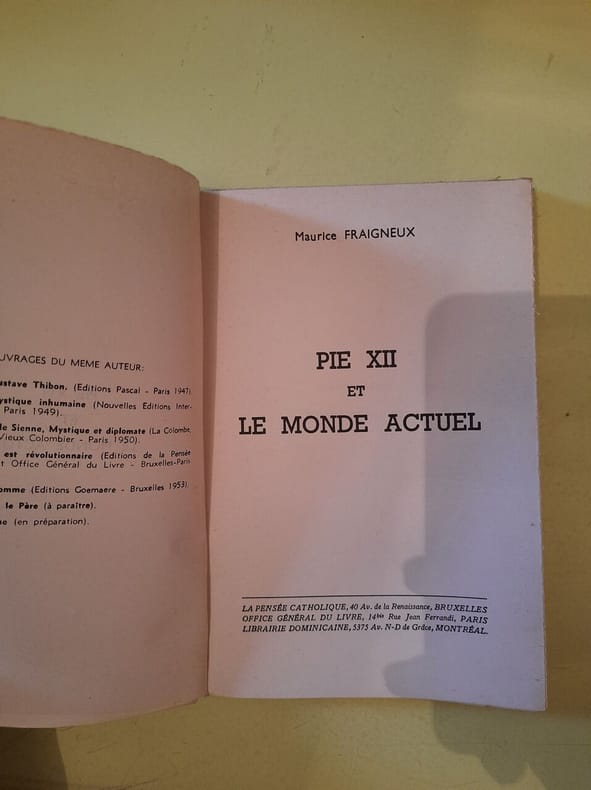 UVRAGES DU MEME AUTEUR:
ustave Thibon. (Editions Pascal - Paris 1947).
ystique inhumaine (Nouvelles Editions Inter-
Paris 1949).
de Sienne, Mystique et diplomate (La Colombe,
Vieux Colombier - Paris 1950).
est révolutionnaire (Editions de la Pensée
t Office Général du Livre - Bruxelles-Paris
omme (Editions Goemaere - Bruxelles 1953).
le Père (à paraître).
ne (en préparation).
Maurice FRAIGNEUX
PIE XII
ET
LE MONDE ACTUEL
LA PENSÉE CATHOLIQUE, 40 Av. de la Renaissance, BRUXELLES
OFFICE GÉNÉRAL DU LIVRE, 14bis Rue Jean Ferrandi, PARIS
LIBRAIRIE DOMINICAINE, 5375 Av. N-D de Grâce, MONTRÉAL.